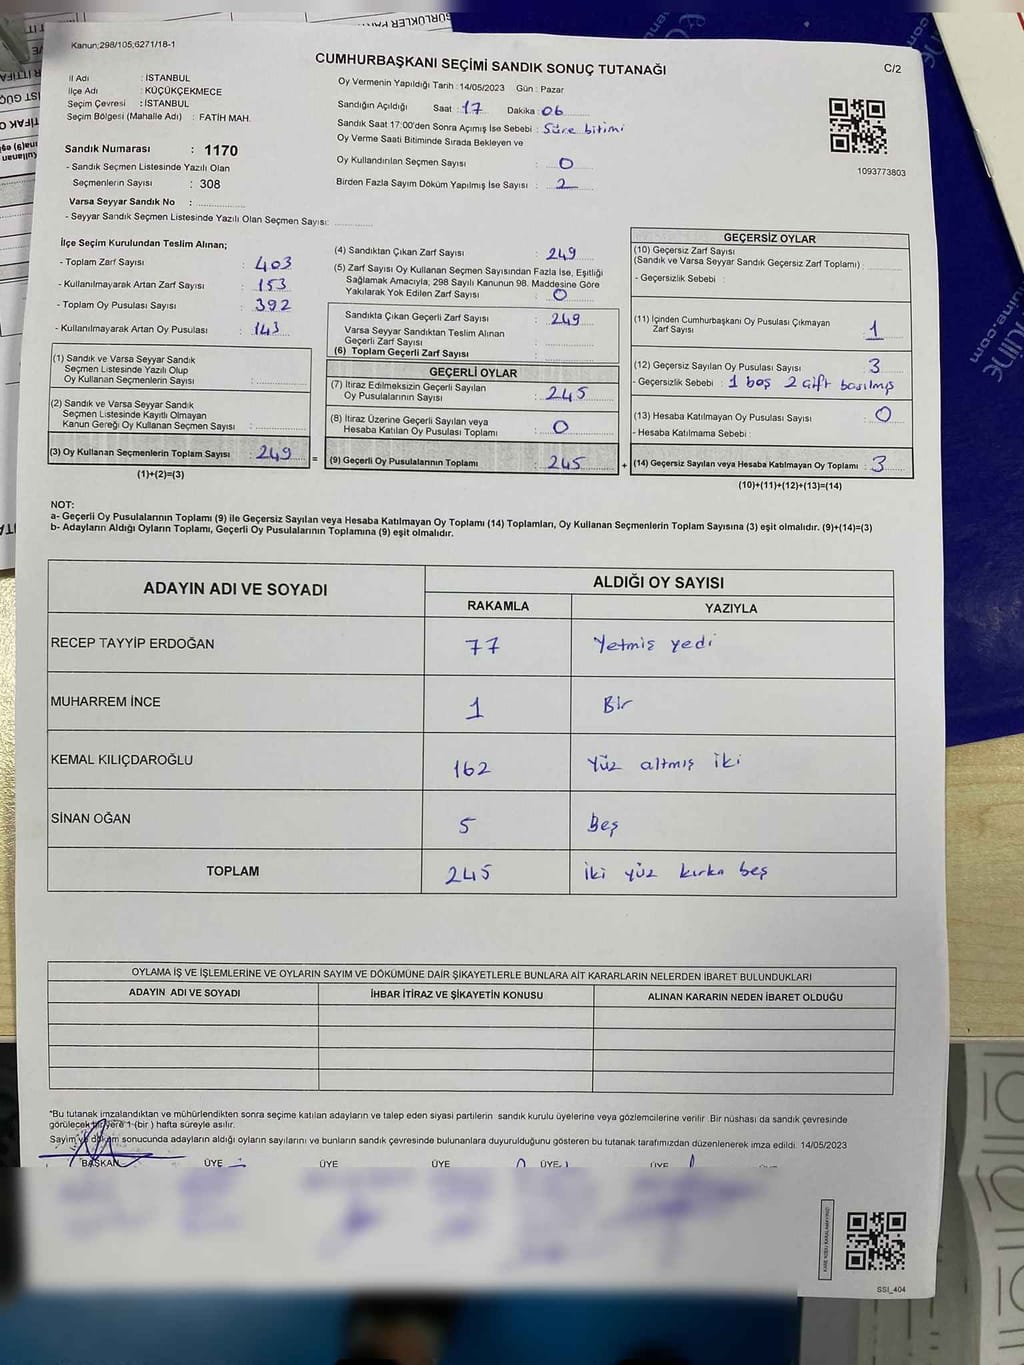 Kanun;298/105;6271/18-1
CUMHURBAŞKANI SEÇİMİ SANDIK SONUÇ TUTANAĞI
C/2
İl Adı : İSTANBUL
İlçe Adı : KÜÇÜKÇEKMECE
Seçim Çevresi : İSTANBUL
Seçim Bölgesi (Mahalle Adı) : FATİH MAH.
Sandık Numarası : 1170
- Sandık Seçmen Listesinde Yazılı Olan
Seçmenlerin Sayısı : 308
Varsa Seyyar Sandık No :
- Seyyar Sandık Seçmen Listesinde Yazılı Olan Seçmen Sayısı:
Oy Vermenin Yapıldığı Tarih : 14/05/2023 Gün : Pazar
Sandığın Açıldığı Saat : 17 Dakika : 06
Sandık Saat 17:00'den Sonra Açımış İse Sebebi : Süre bitimi
Oy Verme Saati Bitiminde Sırada Bekleyen ve
Oy Kullandırılan Seçmen Sayısı : 0
Birden Fazla Sayım Döküm Yapılmış İse Sayısı : 2
1093773803
İlçe Seçim Kurulundan Teslim Alınan;
- Toplam Zarf Sayısı : 403
- Kullanılmayarak Artan Zarf Sayısı : 153
- Toplam Oy Pusulası Sayısı : 392
- Kullanılmayarak Artan Oy Pusulası : 143
(1) Sandık ve Varsa Seyyar Sandık
Seçmen Listesinde Yazılı Olup
Oy Kullanan Seçmenlerin Sayısı :
(2) Sandık ve Varsa Seyyar Sandık
Seçmen Listesinde Kayıtlı Olmayan
Kanun Gereği Oy Kullanan Seçmen Sayısı :
(3) Oy Kullanan Seçmenlerin Toplam Sayısı : 249 =
(1)+(2)=(3)
(4) Sandıktan Çıkan Zarf Sayısı : 249
(5) Zarf Sayısı Oy Kullanan Seçmen Sayısından Fazla İse, Eşitliği
Sağlamak Amacıyla, 298 Sayılı Kanunun 98. Maddesine Göre
Yakılarak Yok Edilen Zarf Sayısı : 0
Sandıkta Çıkan Geçerli Zarf Sayısı : 249
Varsa Seyyar Sandıktan Teslim Alınan
Geçerli Zarf Sayısı :
(6) Toplam Geçerli Zarf Sayısı :
GEÇERLİ OYLAR
(7) İtiraz Edilmeksizin Geçerli Sayılan
Oy Pusulalarının Sayısı : 245
(8) İtiraz Üzerine Geçerli Sayılan veya
Hesaba Katılan Oy Pusulası Toplamı : 0
(9) Geçerli Oy Pusulalarının Toplamı : 245 +
GEÇERSİZ OYLAR
(10) Geçersiz Zarf Sayısı
(Sandık ve Varsa Seyyar Sandık Geçersiz Zarf Toplamı) :
- Geçersizlik Sebebi :
(11) İçinden Cumhurbaşkanı Oy Pusulası Çıkmayan
Zarf Sayısı : 1
(12) Geçersiz Sayılan Oy Pusulası Sayısı : 3
- Geçersizlik Sebebi : 1 boş 2 çift basılmış
(13) Hesaba Katılmayan Oy Pusulası Sayısı : 0
- Hesaba Katılmama Sebebi :
(14) Geçersiz Sayılan veya Hesaba Katılmayan Oy Toplamı : 3
(10)+(11)+(12)+(13)=(14)
NOT:
a- Geçerli Oy Pusulalarının Toplamı (9) ile Geçersiz Sayılan veya Hesaba Katılmayan Oy Toplamı (14) Toplamları, Oy Kullanan Seçmenlerin Toplam Sayısına (3) eşit olmalıdır. (9)+(14)=(3)
b- Adayların Aldığı Oyların Toplamı, Geçerli Oy Pusulalarının Toplamına (9) eşit olmalıdır.
ADAYIN ADI VE SOYADI
ALDIĞI OY SAYISI
RAKAMLA YAZIYLA
RECEP TAYYİP ERDOĞAN 77 Yetmiş yedi
MUHARREM İNCE 1 Bir
KEMAL KILIÇDAROĞLU 162 Yüz altmış iki
SİNAN OĞAN 5 Beş
TOPLAM 245 iki yüz kırka beş
OYLAMA İŞ VE İŞLEMLERİNE VE OYLARIN SAYIM VE DÖKÜMÜNE DAİR ŞİKAYETLERLE BUNLARA AİT KARARLARIN NELERDEN İBARET BULUNDUKLARI
ADAYIN ADI VE SOYADI İHBAR İTİRAZ VE ŞİKAYETİN KONUSU ALINAN KARARIN NEDEN İBARET OLDUĞU
*Bu tutanak imzalandıktan ve mühürlendikten sonra seçime katılan adayların ve talep eden siyasi partilerin sandık kurulu üyelerine veya gözlemcilerine verilir .Bir nüshası da sandık çevresinde
görülecek bir yere 1 (bir ) hafta süreyle asılır.
Sayım ve döküm sonucunda adayların aldığı oyların sayılarını ve bunların sandık çevresinde bulunanlara duyurulduğunu gösteren bu tutanak tarafımızdan düzenlenerek imza edildi. 14/05/2023
BAŞKAN ÜYE ÜYE ÜYE ÜYE ÜYE
SSİ_404